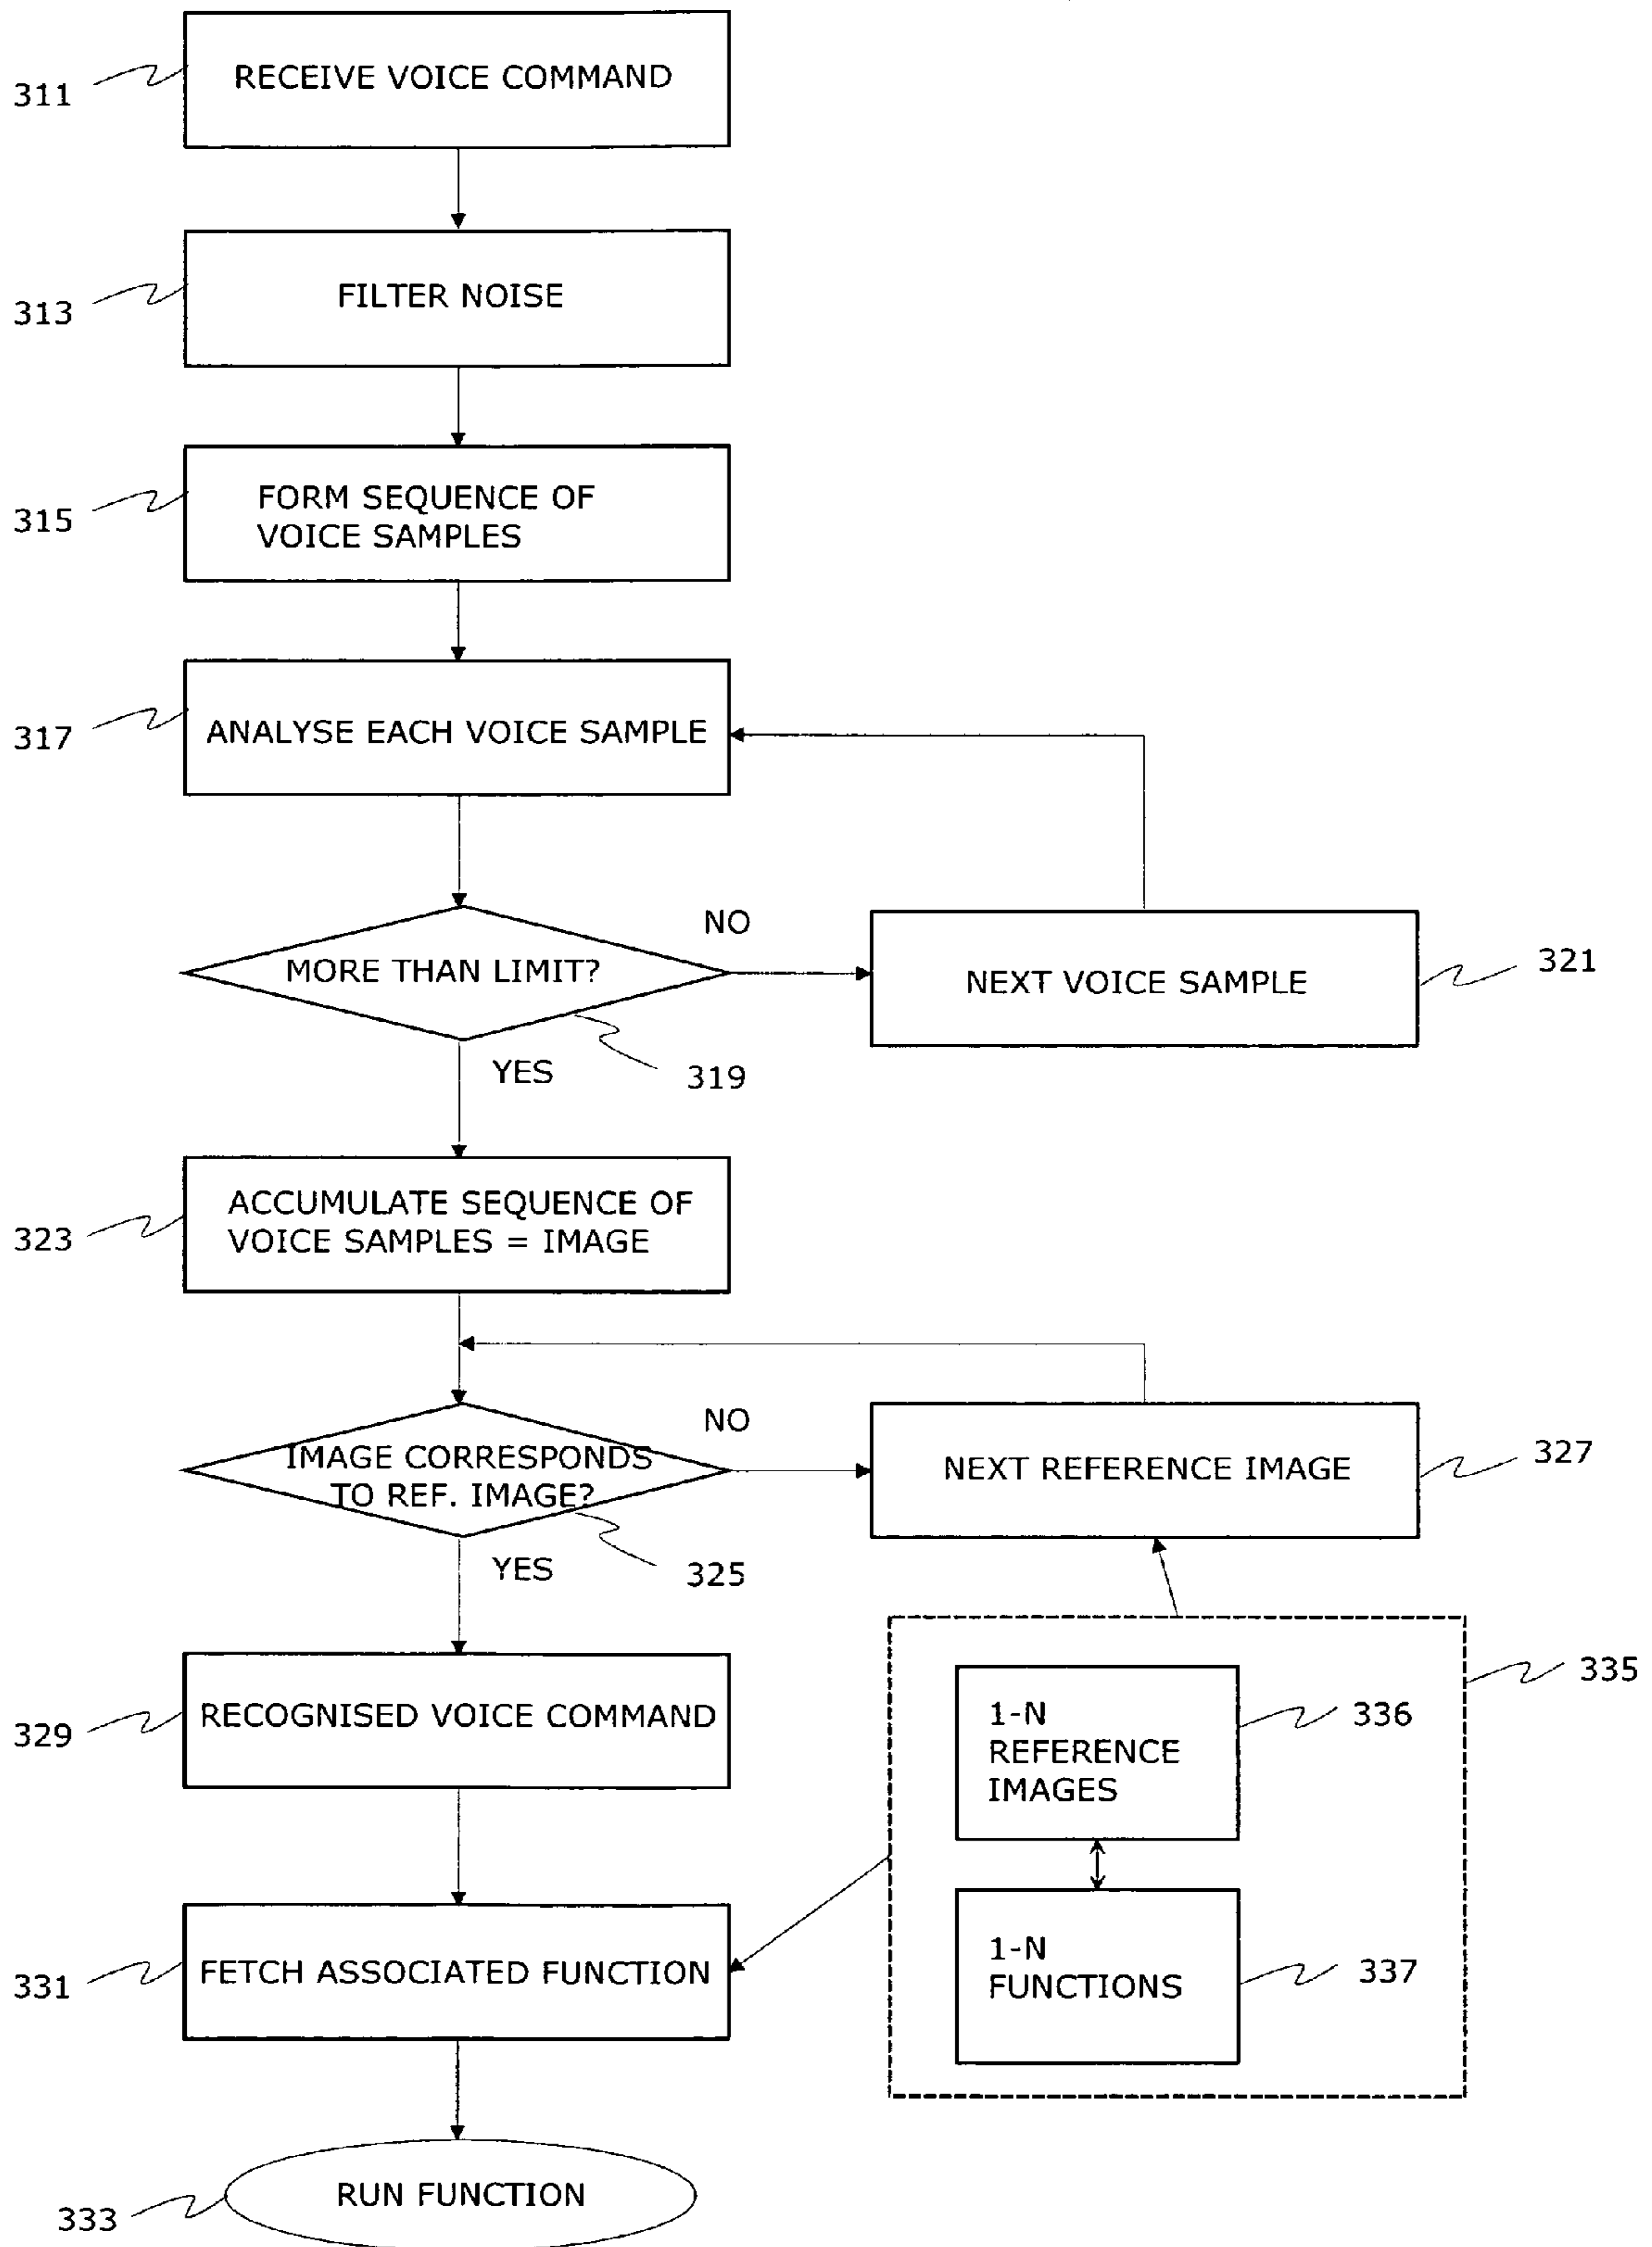 RECEIVE VOICE COMMAND
311
FILTER NOISE
313
FORM SEQUENCE OF
VOICE SAMPLES
315
ANALYSE EACH VOICE SAMPLE
317
NO
MORE THAN LIMIT?
NEXT VOICE SAMPLE
321
YES
319
ACCUMULATE SEQUENCE OF
VOICE SAMPLES = IMAGE
323
NO
IMAGE CORRESPONDS
TO REF. IMAGE?
NEXT REFERENCE IMAGE
327
YES
325
RECOGNISED VOICE COMMAND
329
335
1-N
REFERENCE
IMAGES
336
FETCH ASSOCIATED FUNCTION
331
1-N
FUNCTIONS
337
RUN FUNCTION
333